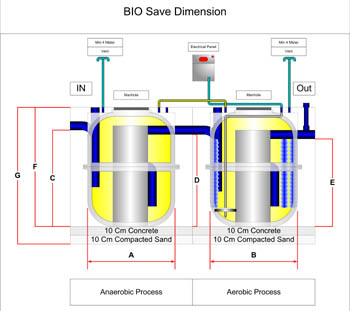 BIO Save Dimension
Min 4 Meter
Vent
Electrical Panel
Min 4 Meter
Vent
IN
Manhole
Manhole
Out
G
F
C
D
E
10 Cm Concrete
10 Cm Compacted Sand
10 Cm Concrete
10 Cm Compacted Sand
A
B
Anaerobic Process
Aerobic Process